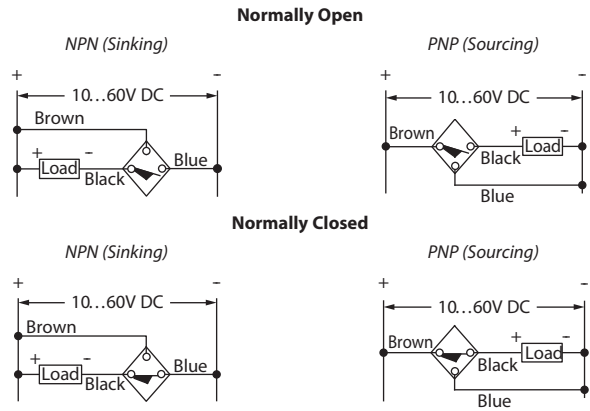 Normally Open
NPN (Sinking)
PNP (Sourcing)
+ -
+ -
10...60V DC
10...60V DC
Brown
Brown
+ -
Load
Black
Blue
+ -
Load
Black
Blue
Normally Closed
NPN (Sinking)
PNP (Sourcing)
+ -
+ -
10...60V DC
10...60V DC
Brown
Brown
+ -
Load
Black
Blue
+ -
Load
Black
Blue